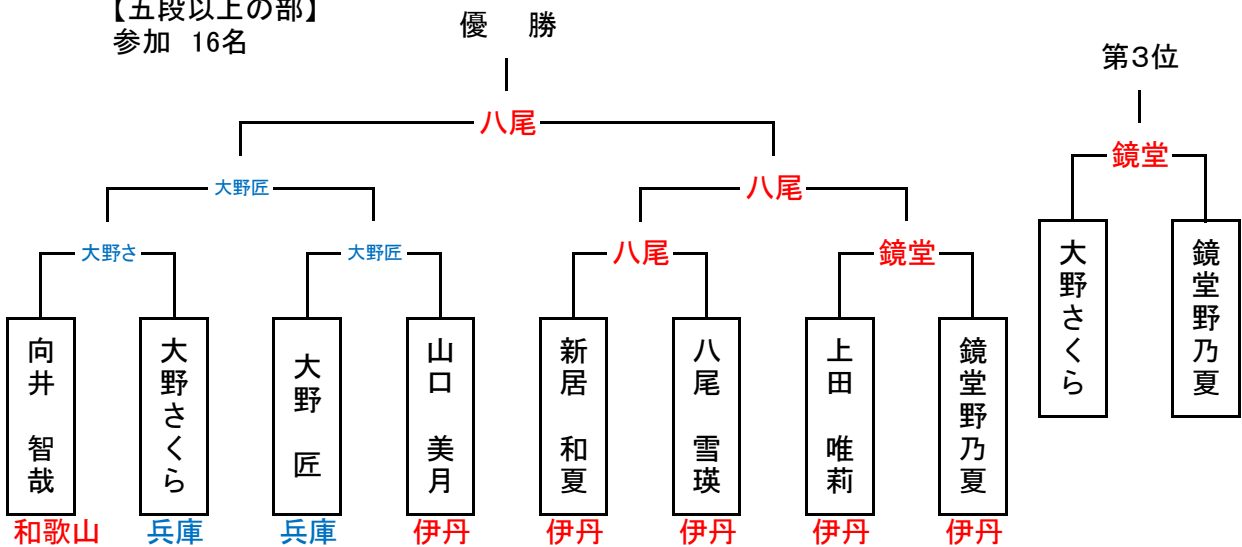 【五段以上の部】
参加 16名
優 勝
第3位
八尾
鏡堂
大野匠
八尾
大野さ
大野匠
八尾
鏡堂
向井 智哉
大野さくら
大野 匠
山口 美月
新居 和夏
八尾 雪瑛
上田 唯莉
鏡堂野乃夏
大野さくら
鏡堂野乃夏
和歌山
兵庫
兵庫
伊丹
伊丹
伊丹
伊丹
伊丹